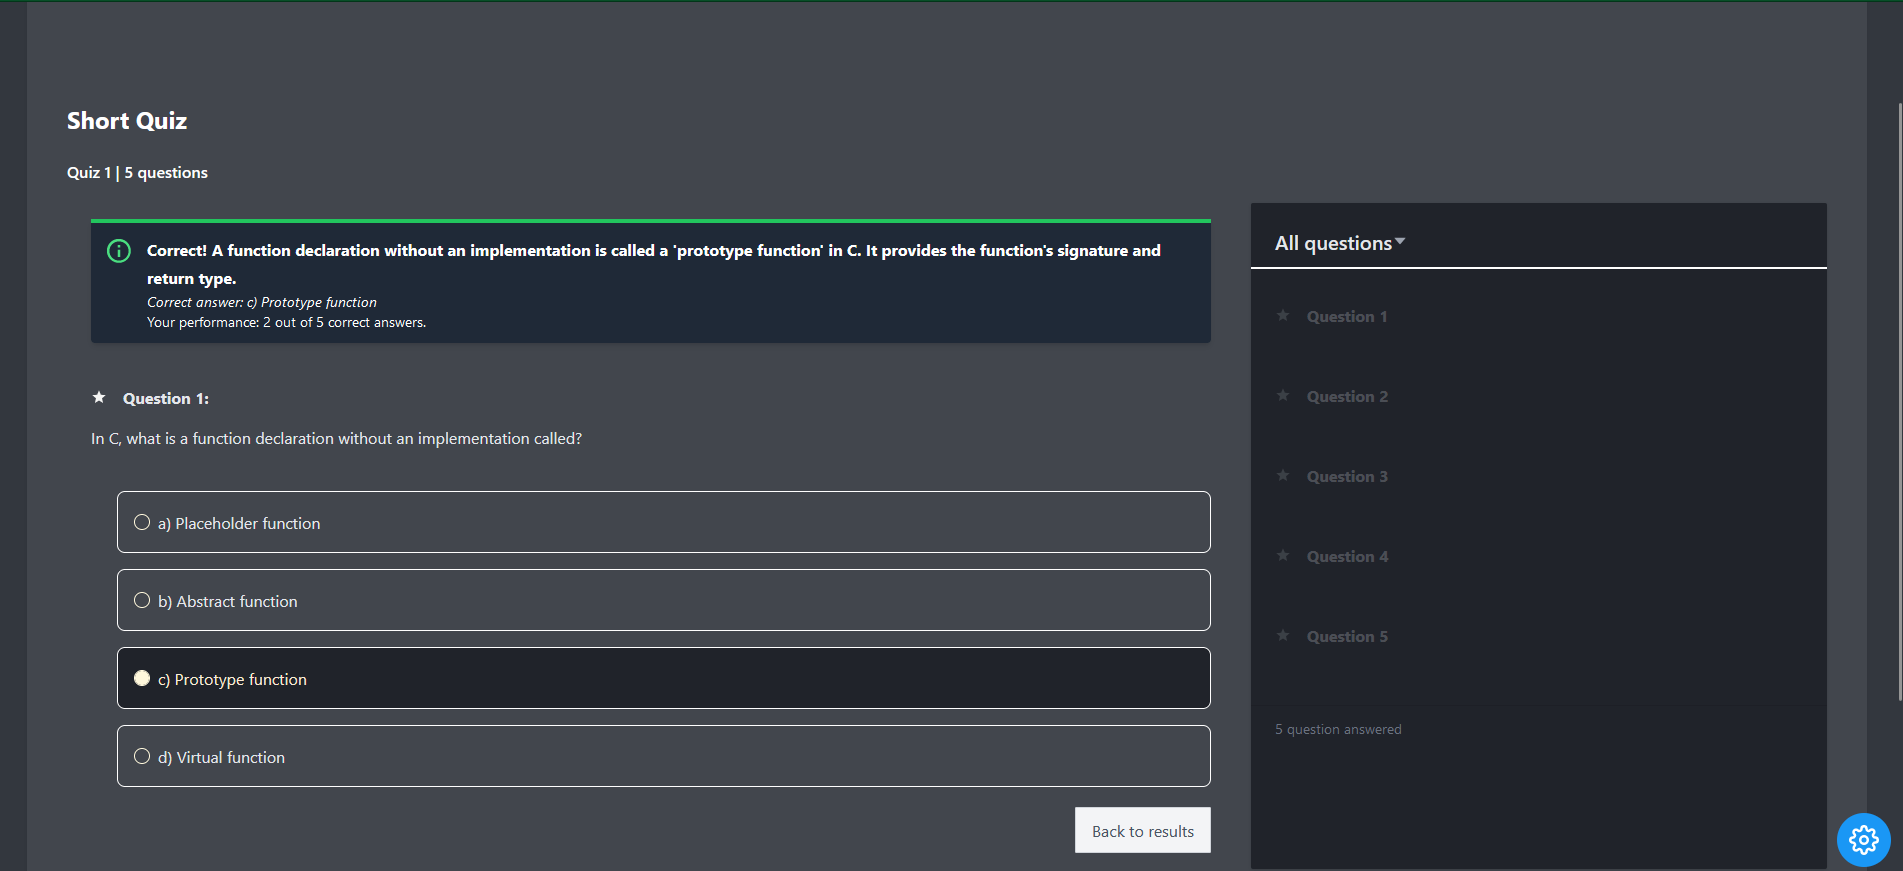 Short Quiz
Quiz 1 | 5 questions
Correct! A function declaration without an implementation is called a 'prototype function' in C. It provides the function's signature and
return type.
Correct answer: c) Prototype function
Your performance: 2 out of 5 correct answers.
★ Question 1:
In C, what is a function declaration without an implementation called?
a) Placeholder function
b) Abstract function
c) Prototype function
d) Virtual function
Back to results
All questions
★ Question 1
★ Question 2
★ Question 3
★ Question 4
★ Question 5
5 question answered